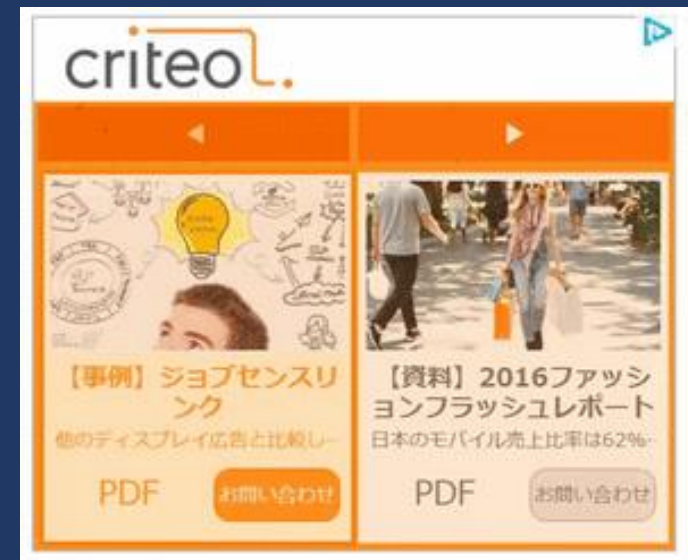 criteo
【事例】ジョブセンスリ
ンク
他のディスプレイ広告と比較し…
PDF
お問い合わせ
【資料】2016ファッシ
ョンフラッシュレポート
日本のモバイル売上比率は62%…
PDF
お問い合わせ